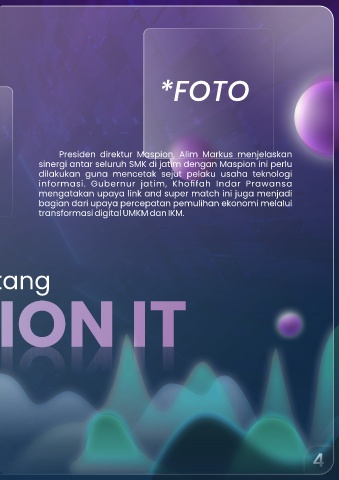 *FOTO
Presiden direktur Maspion, Alim Markus menjelaskan
sinergi antar seluruh SMK di jatim dengan Maspion ini perlu
dilakukan guna mencetak sejut pelaku usaha teknologi
informasi. Gubernur jatim, Khofifah Indar Prawansa
mengatakan upaya link and super match ini juga menjadi
bagian dari upaya percepatan pemulihan ekonomi melalui
transformasi digital UMKM dan IKM.
tang
ION IT
4